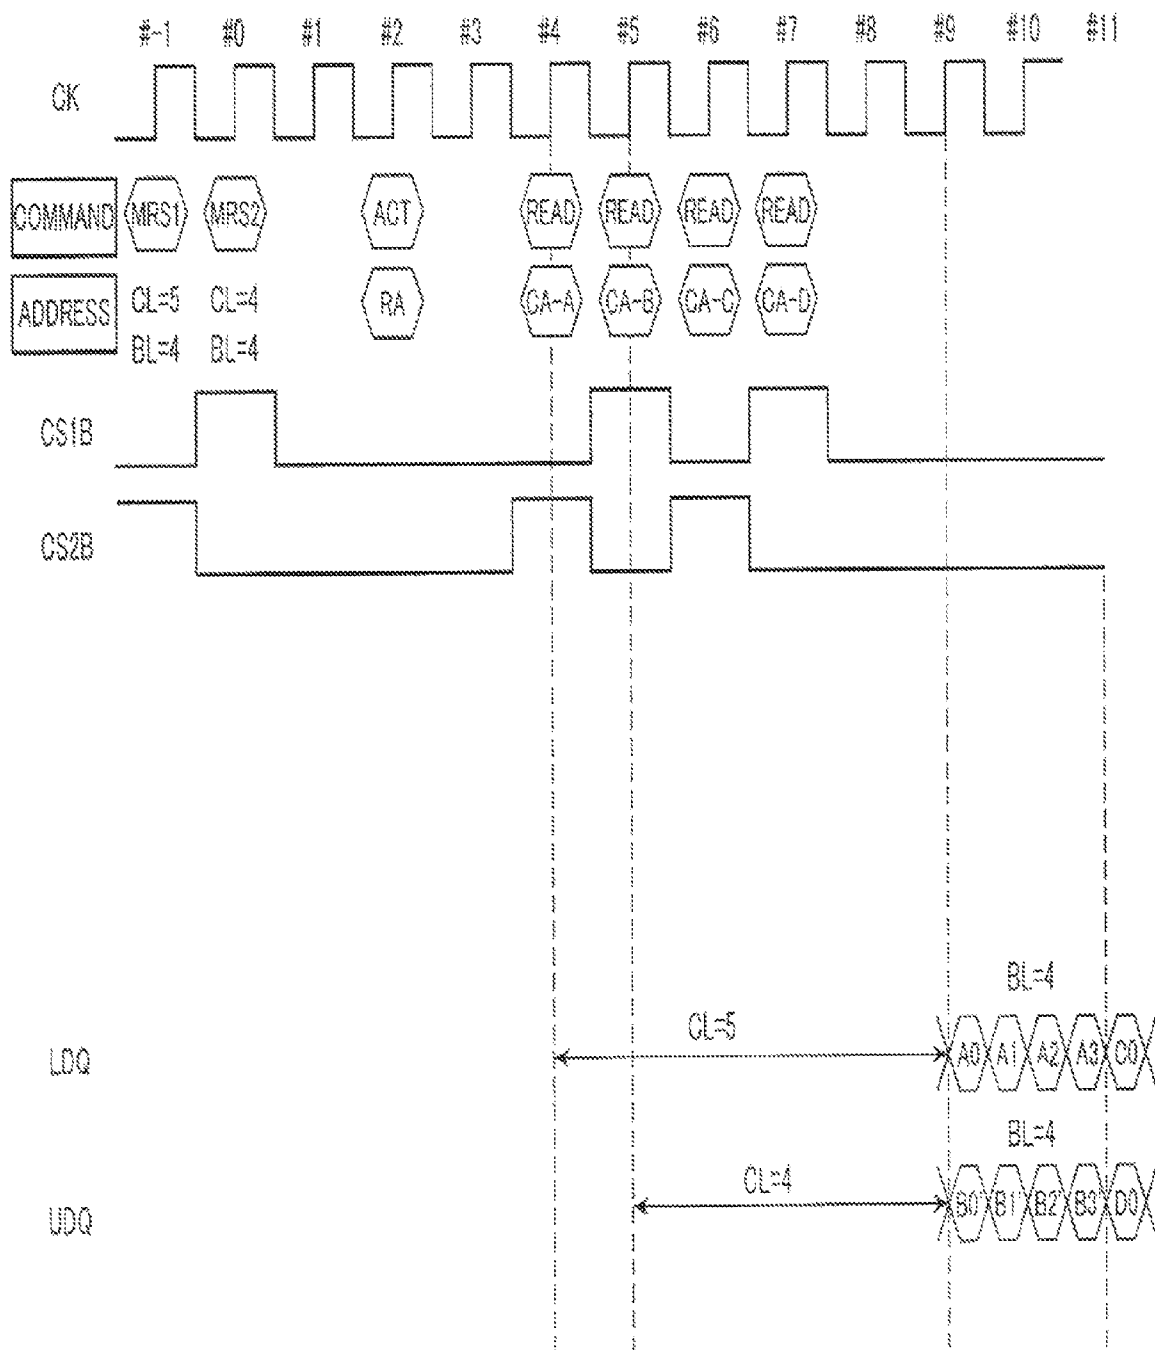 #-1 #0 #1 #2 #3 #4 #5 #6 #7 #8 #9 #10 #11
CK
COMMAND MRS1 MRS2 ACT READ READ READ READ
ADDRESS CL=5 CL=4 RA CA-A CA-B CA-C CA-D
BL=4 BL=4
CS1B
CS2B
BL=4
CL=5
LDQ A0 A1 A2 A3 C0
BL=4
CL=4
UDQ B0' B1' B2' B3' D0